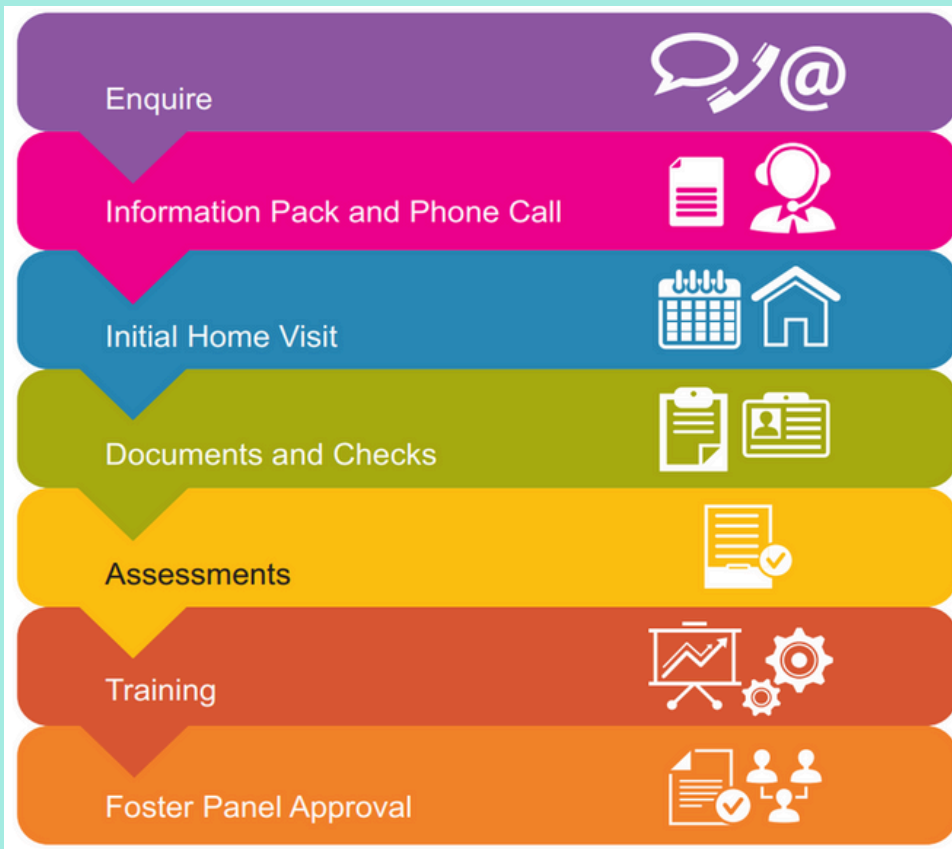 Enquire
Information Pack and Phone Call
Initial Home Visit
Documents and Checks
Assessments
Training
Foster Panel Approval